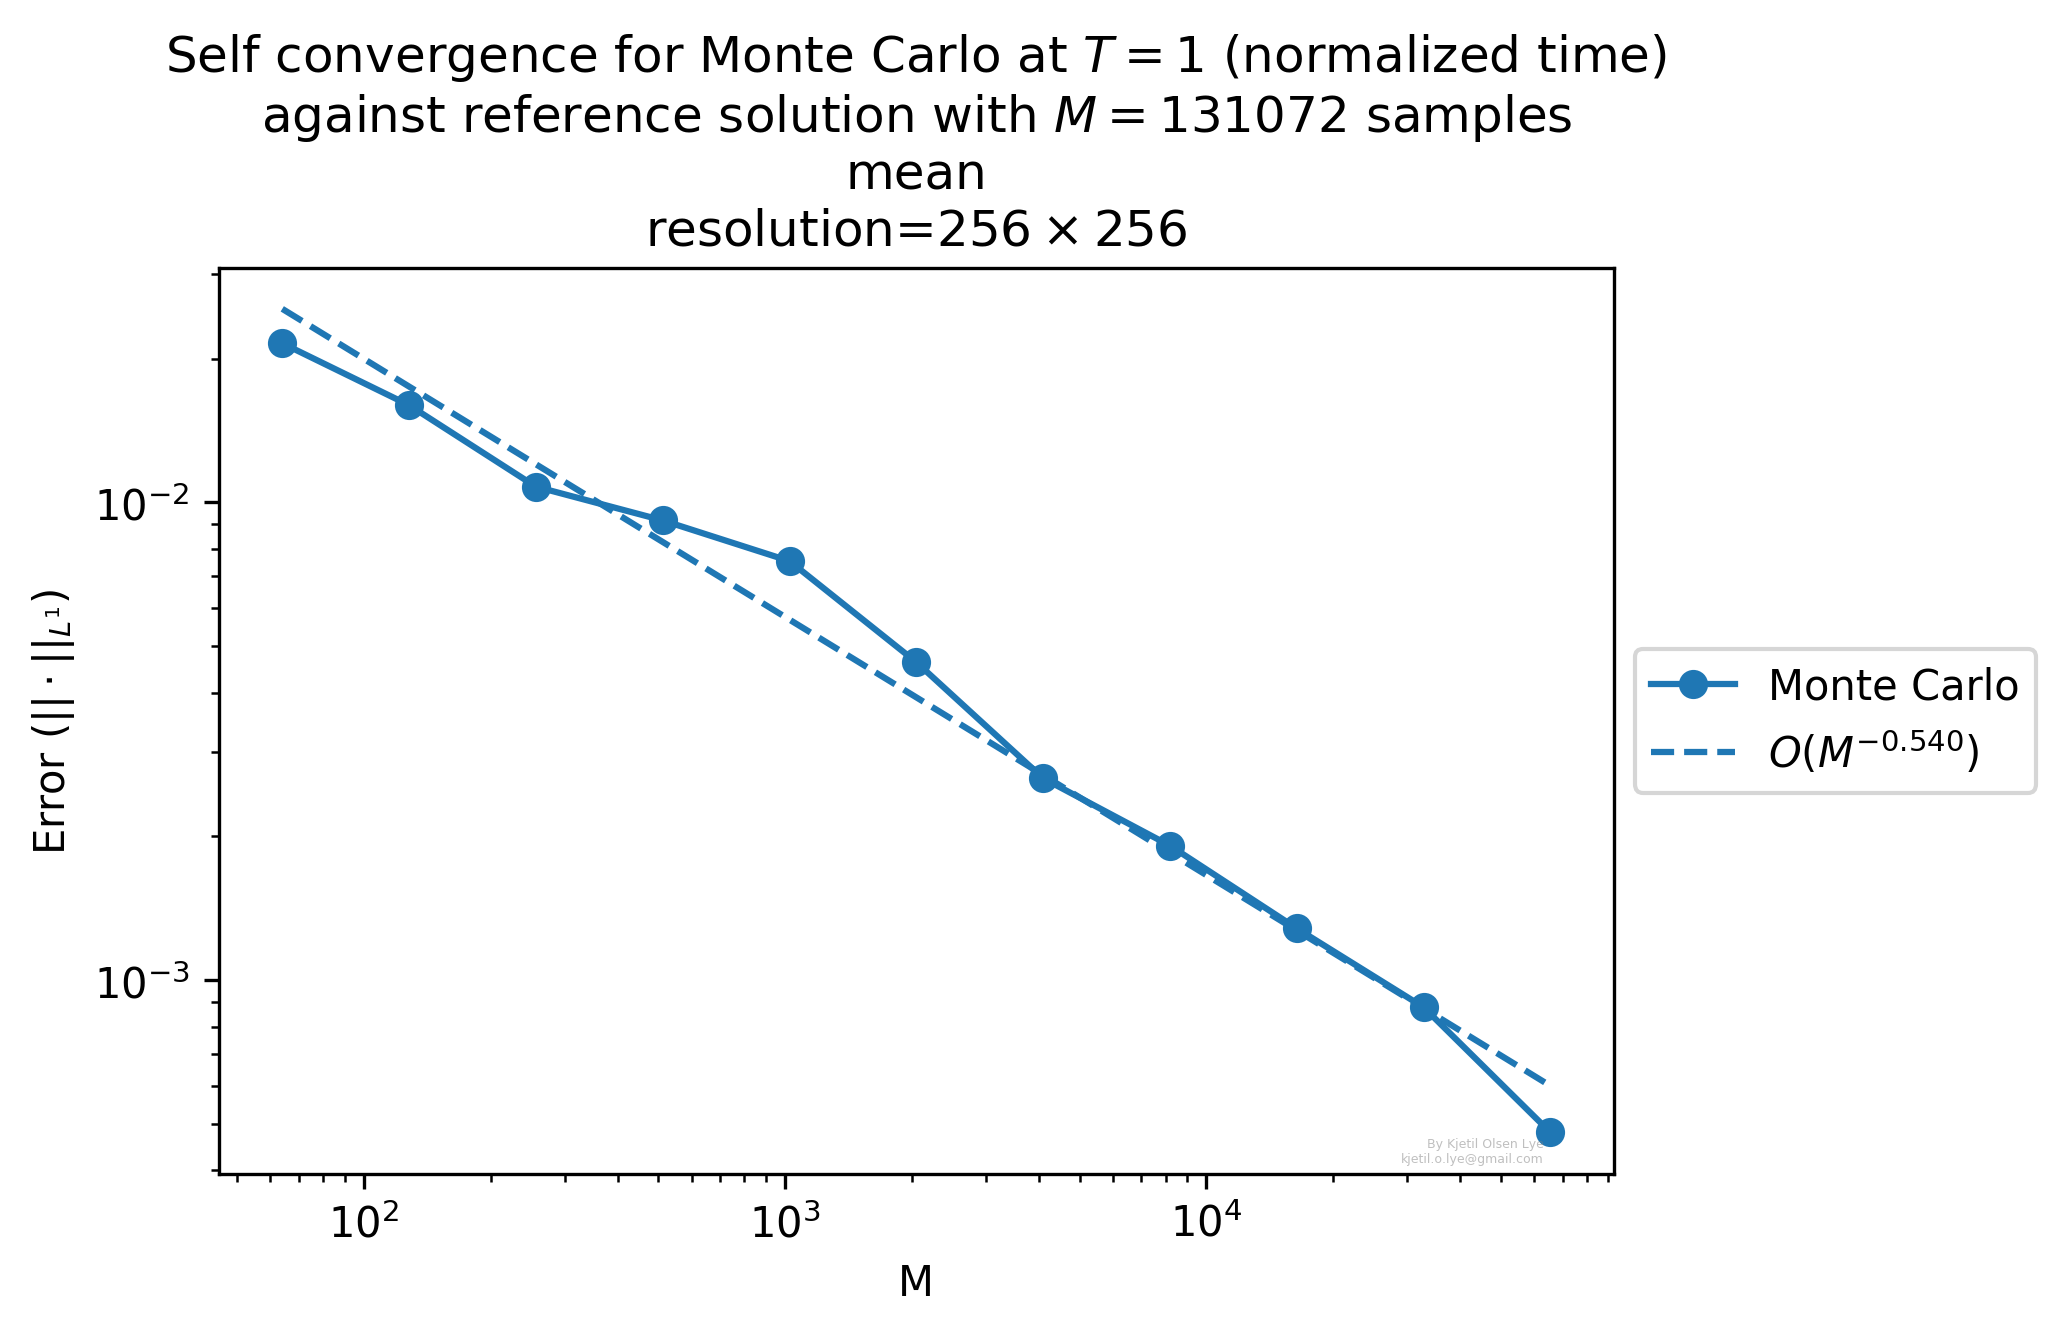 Self convergence for Monte Carlo at $T = 1$ (normalized time)
against reference solution with $M = 131072$ samples
mean
resolution=$256 \times 256$
Error ($||\cdot||_{L^1}$)
$10^{-2}$
$10^{-3}$
$10^2$
$10^3$
$10^4$
M
Monte Carlo
$O(M^{-0.540})$
By Kjetil Olsen Lye
kjetil.o.lye@gmail.com